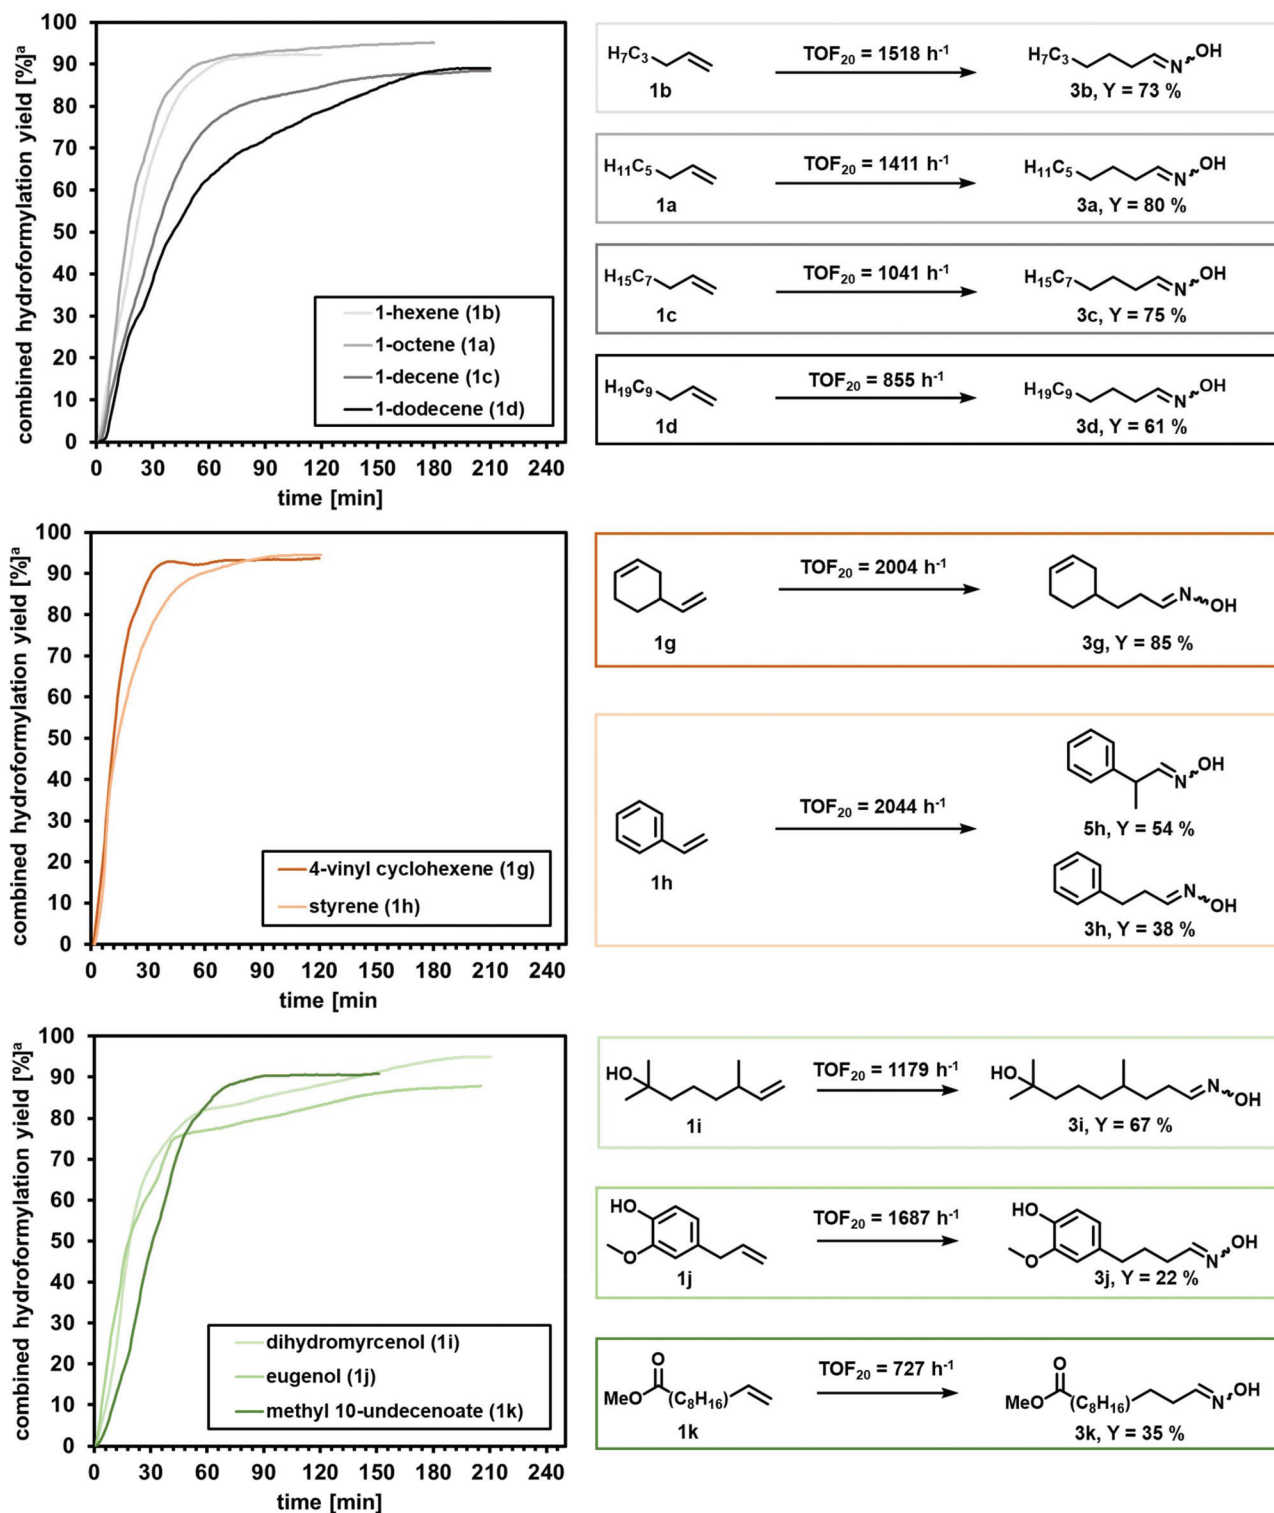 combined hydroformylation yield [%]ᵃ
100
90
80
70
60
50
40
30
20
10
0
0 30 60 90 120 150 180 210 240
time [min]
1-hexene (1b)
1-octene (1a)
1-decene (1c)
1-dodecene (1d)
H₇C₃
1b
TOF₂₀ = 1518 h⁻¹
H₇C₃
N
OH
3b, Y = 73 %
H₁₁C₅
1a
TOF₂₀ = 1411 h⁻¹
H₁₁C₅
N
OH
3a, Y = 80 %
H₁₅C₇
1c
TOF₂₀ = 1041 h⁻¹
H₁₅C₇
N
OH
3c, Y = 75 %
H₁₉C₉
1d
TOF₂₀ = 855 h⁻¹
H₁₉C₉
N
OH
3d, Y = 61 %
combined hydroformylation yield [%]ᵃ
100
90
80
70
60
50
40
30
20
10
0
0 30 60 90 120 150 180 210 240
time [min
4-vinyl cyclohexene (1g)
styrene (1h)
1g
TOF₂₀ = 2004 h⁻¹
N
OH
3g, Y = 85 %
1h
TOF₂₀ = 2044 h⁻¹
N
OH
5h, Y = 54 %
N
OH
3h, Y = 38 %
combined hydroformylation yield [%]ᵃ
100
90
80
70
60
50
40
30
20
10
0
0 30 60 90 120 150 180 210 240
time [min]
dihydromyrcenol (1i)
eugenol (1j)
methyl 10-undecenoate (1k)
HO
1i
TOF₂₀ = 1179 h⁻¹
HO
N
OH
3i, Y = 67 %
HO
O
1j
TOF₂₀ = 1687 h⁻¹
HO
O
N
OH
3j, Y = 22 %
O
MeO
(C₈H₁₆)
1k
TOF₂₀ = 727 h⁻¹
O
MeO
(C₈H₁₆)
N
OH
3k, Y = 35 %